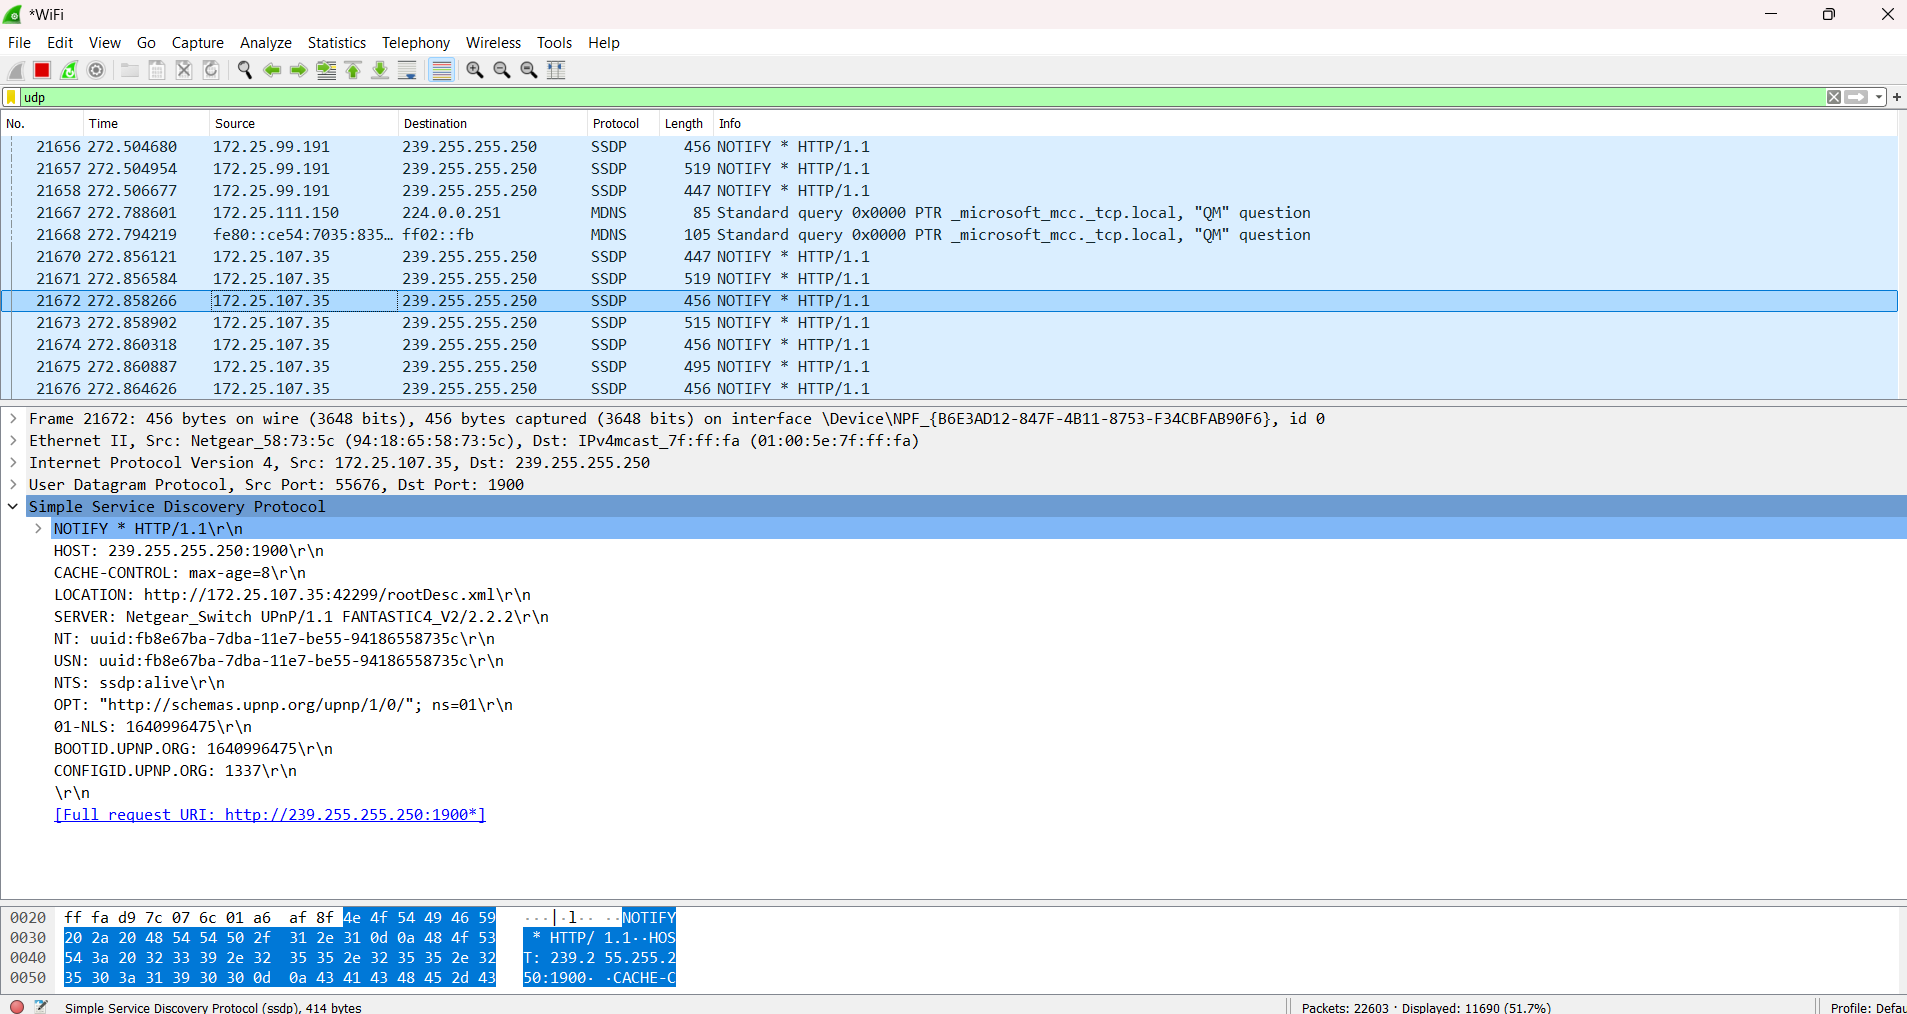 *WiFi
File Edit View Go Capture Analyze Statistics Telephony Wireless Tools Help
udp
No. Time Source Destination Protocol Length Info
21656 272.504680 172.25.99.191 239.255.255.250 SSDP 456 NOTIFY * HTTP/1.1
21657 272.504954 172.25.99.191 239.255.255.250 SSDP 519 NOTIFY * HTTP/1.1
21658 272.506677 172.25.99.191 239.255.255.250 SSDP 447 NOTIFY * HTTP/1.1
21667 272.788601 172.25.111.150 224.0.0.251 MDNS 85 Standard query 0x0000 PTR _microsoft_mcc._tcp.local, "QM" question
21668 272.794219 fe80::ce54:7035:835… ff02::fb MDNS 105 Standard query 0x0000 PTR _microsoft_mcc._tcp.local, "QM" question
21670 272.856121 172.25.107.35 239.255.255.250 SSDP 447 NOTIFY * HTTP/1.1
21671 272.856584 172.25.107.35 239.255.255.250 SSDP 519 NOTIFY * HTTP/1.1
21672 272.858266 172.25.107.35 239.255.255.250 SSDP 456 NOTIFY * HTTP/1.1
21673 272.858902 172.25.107.35 239.255.255.250 SSDP 515 NOTIFY * HTTP/1.1
21674 272.860318 172.25.107.35 239.255.255.250 SSDP 456 NOTIFY * HTTP/1.1
21675 272.860887 172.25.107.35 239.255.255.250 SSDP 495 NOTIFY * HTTP/1.1
21676 272.864626 172.25.107.35 239.255.255.250 SSDP 456 NOTIFY * HTTP/1.1
Frame 21672: 456 bytes on wire (3648 bits), 456 bytes captured (3648 bits) on interface \Device\NPF_{B6E3AD12-847F-4B11-8753-F34CBFAB90F6}, id 0
Ethernet II, Src: Netgear_58:73:5c (94:18:65:58:73:5c), Dst: IPv4mcast_7f:ff:fa (01:00:5e:7f:ff:fa)
Internet Protocol Version 4, Src: 172.25.107.35, Dst: 239.255.255.250
User Datagram Protocol, Src Port: 55676, Dst Port: 1900
Simple Service Discovery Protocol
NOTIFY * HTTP/1.1\r\n
HOST: 239.255.255.250:1900\r\n
CACHE-CONTROL: max-age=8\r\n
LOCATION: http://172.25.107.35:42299/rootDesc.xml\r\n
SERVER: Netgear_Switch UPnP/1.1 FANTASTIC4_V2/2.2.2\r\n
NT: uuid:fb8e67ba-7dba-11e7-be55-94186558735c\r\n
USN: uuid:fb8e67ba-7dba-11e7-be55-94186558735c\r\n
NTS: ssdp:alive\r\n
OPT: "http://schemas.upnp.org/upnp/1/0/"; ns=01\r\n
01-NLS: 1640996475\r\n
BOOTID.UPNP.ORG: 1640996475\r\n
CONFIGID.UPNP.ORG: 1337\r\n
\r\n
[Full request URI: http://239.255.255.250:1900*]
0020 ff fa d9 7c 07 6c 01 a6 af 8f 4e 4f 54 49 46 59 ···|·l·· ··NOTIFY
0030 20 2a 20 48 54 54 50 2f 31 2e 31 0d 0a 48 4f 53 * HTTP/ 1.1··HOS
0040 54 3a 20 32 33 39 2e 32 35 35 2e 32 35 35 2e 32 T: 239.2 55.255.2
0050 35 30 3a 31 39 30 30 0d 0a 43 41 43 48 45 2d 43 50:1900· ·CACHE-C
Simple Service Discovery Protocol (ssdp), 414 bytes Packets: 22603 · Displayed: 11690 (51.7%) Profile: Defau